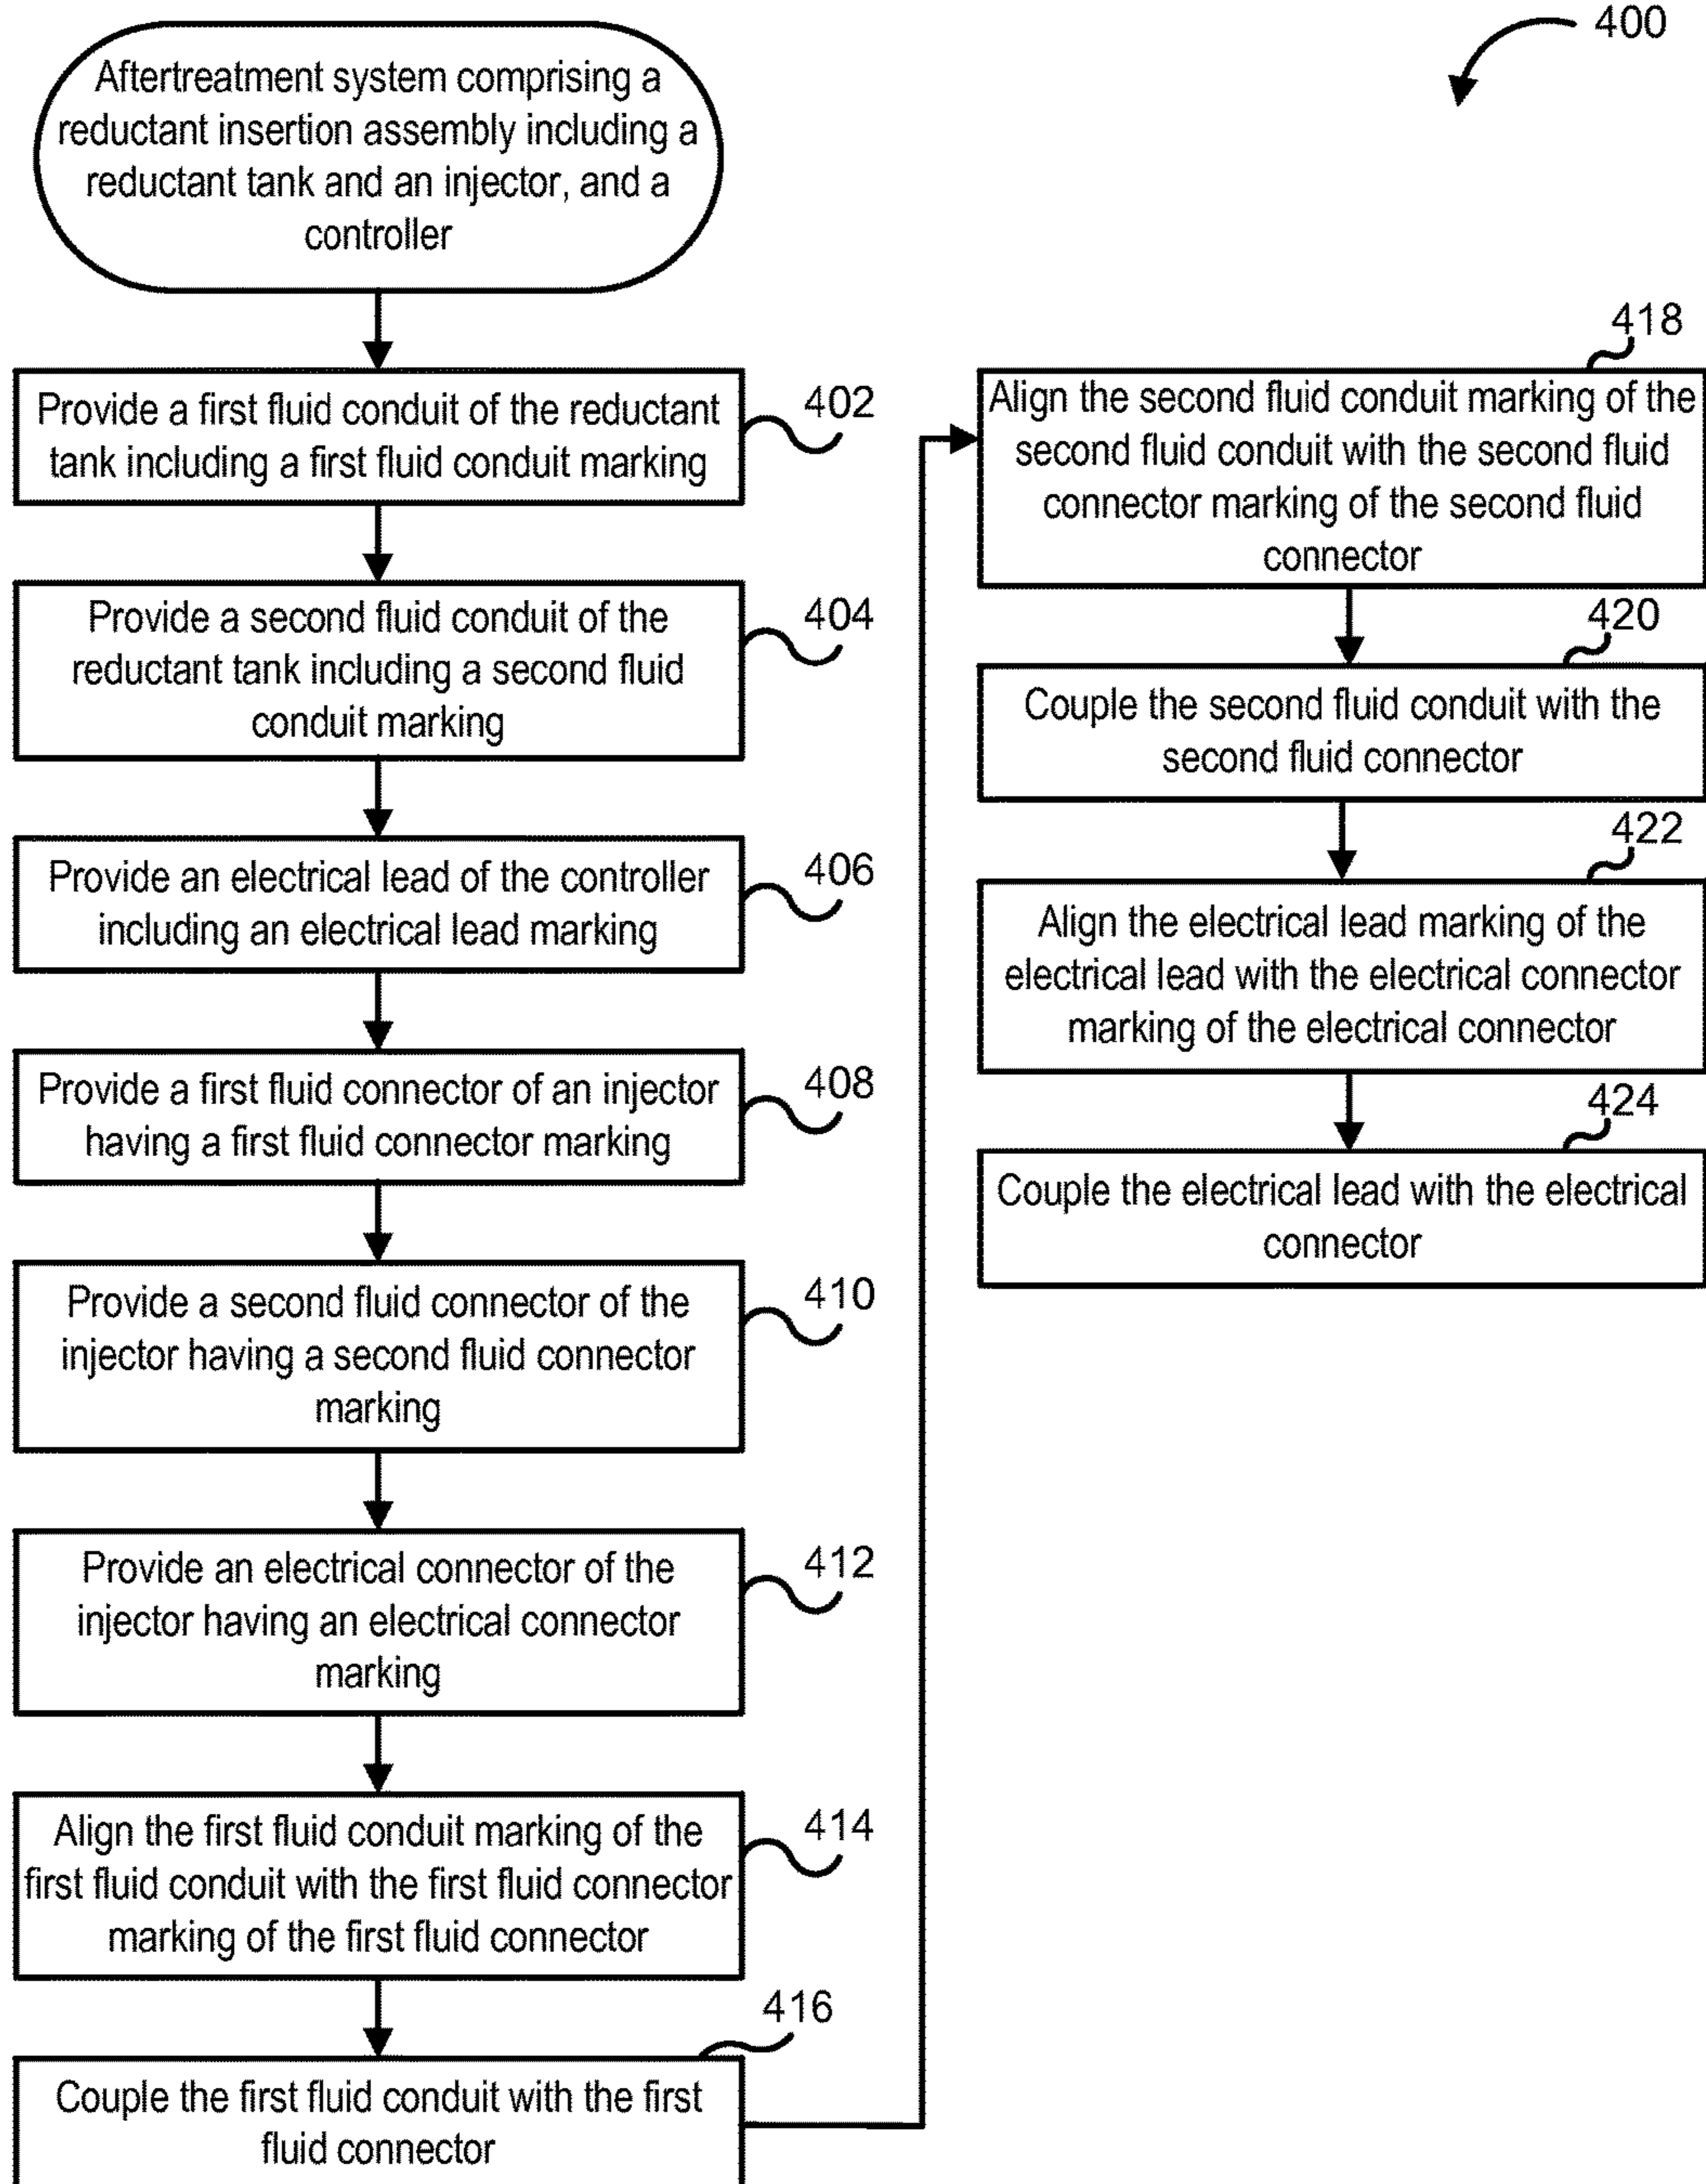 400
Aftertreatment system comprising a
reductant insertion assembly including a
reductant tank and an injector, and a
controller
402
Provide a first fluid conduit of the reductant
tank including a first fluid conduit marking
404
Provide a second fluid conduit of the
reductant tank including a second fluid
conduit marking
406
Provide an electrical lead of the controller
including an electrical lead marking
408
Provide a first fluid connector of an injector
having a first fluid connector marking
410
Provide a second fluid connector of the
injector having a second fluid connector
marking
412
Provide an electrical connector of the
injector having an electrical connector
marking
414
Align the first fluid conduit marking of the
first fluid conduit with the first fluid connector
marking of the first fluid connector
416
Couple the first fluid conduit with the first
fluid connector
418
Align the second fluid conduit marking of the
second fluid conduit with the second fluid
connector marking of the second fluid
connector
420
Couple the second fluid conduit with the
second fluid connector
422
Align the electrical lead marking of the
electrical lead with the electrical connector
marking of the electrical connector
424
Couple the electrical lead with the electrical
connector